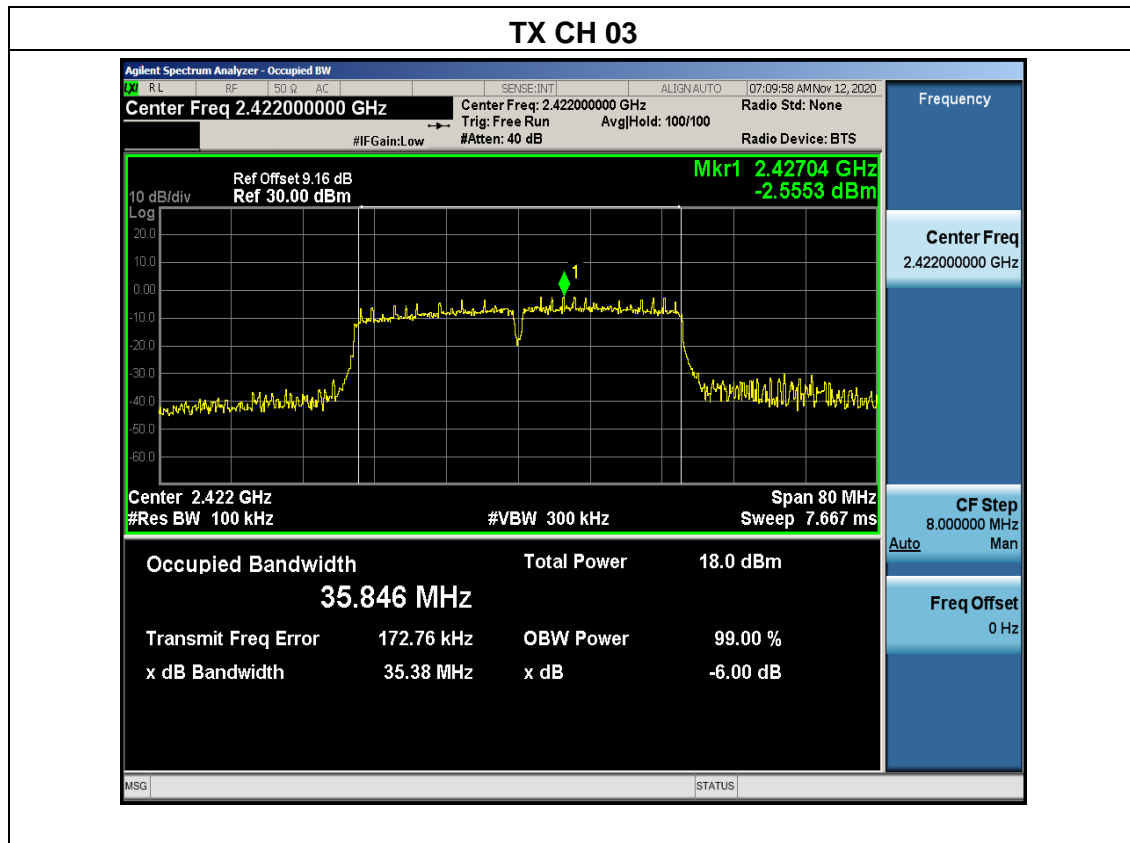 TX CH 03
Agilent Spectrum Analyzer - Occupied BW
LXI RL RF 50 Ω AC SENSE:INT ALIGN AUTO 07:09:58 AM Nov 12, 2020
Center Freq 2.422000000 GHz
Center Freq: 2.422000000 GHz Radio Std: None
Trig: Free Run Avg|Hold: 100/100
#IFGain:Low #Atten: 40 dB Radio Device: BTS
Frequency
Mkr1 2.42704 GHz
-2.5553 dBm
Ref Offset 9.16 dB
10 dB/div Ref 30.00 dBm
Log
20.0
10.0
0.00
-10.0
-20.0
-30.0
-40.0
-50.0
-60.0
1
Center 2.422 GHz Span 80 MHz
#Res BW 100 kHz #VBW 300 kHz Sweep 7.667 ms
Center Freq
2.422000000 GHz
CF Step
8.000000 MHz
Auto Man
Freq Offset
0 Hz
Occupied Bandwidth Total Power 18.0 dBm
35.846 MHz
Transmit Freq Error 172.76 kHz OBW Power 99.00 %
x dB Bandwidth 35.38 MHz x dB -6.00 dB
MSG STATUS